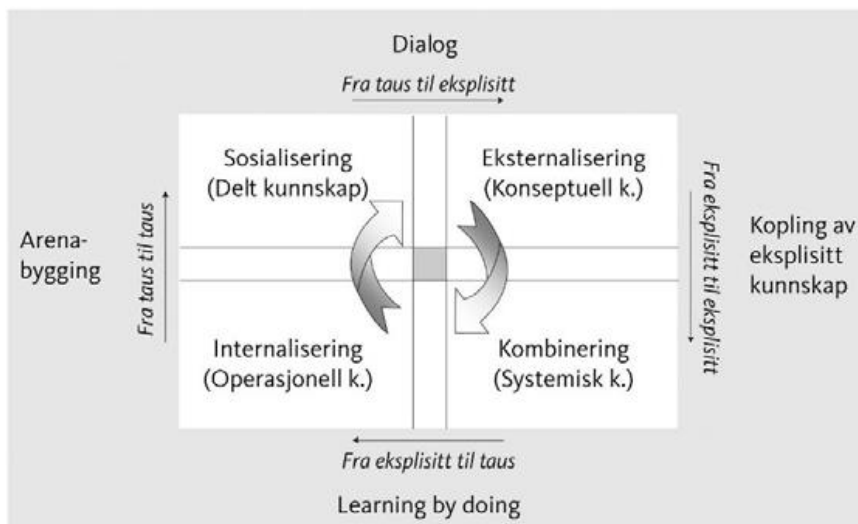 Dialog
Fra taus til eksplisitt
Sosialisering
(Delt kunnskap)
Eksternalisering
(Konseptuell k.)
Arena-
bygging
Fra taus til taus
Fra eksplisitt til eksplisitt
Kopling av
eksplisitt
kunnskap
Internalisering
(Operasjonell k.)
Kombinering
(Systemisk k.)
Fra eksplisitt til taus
Learning by doing